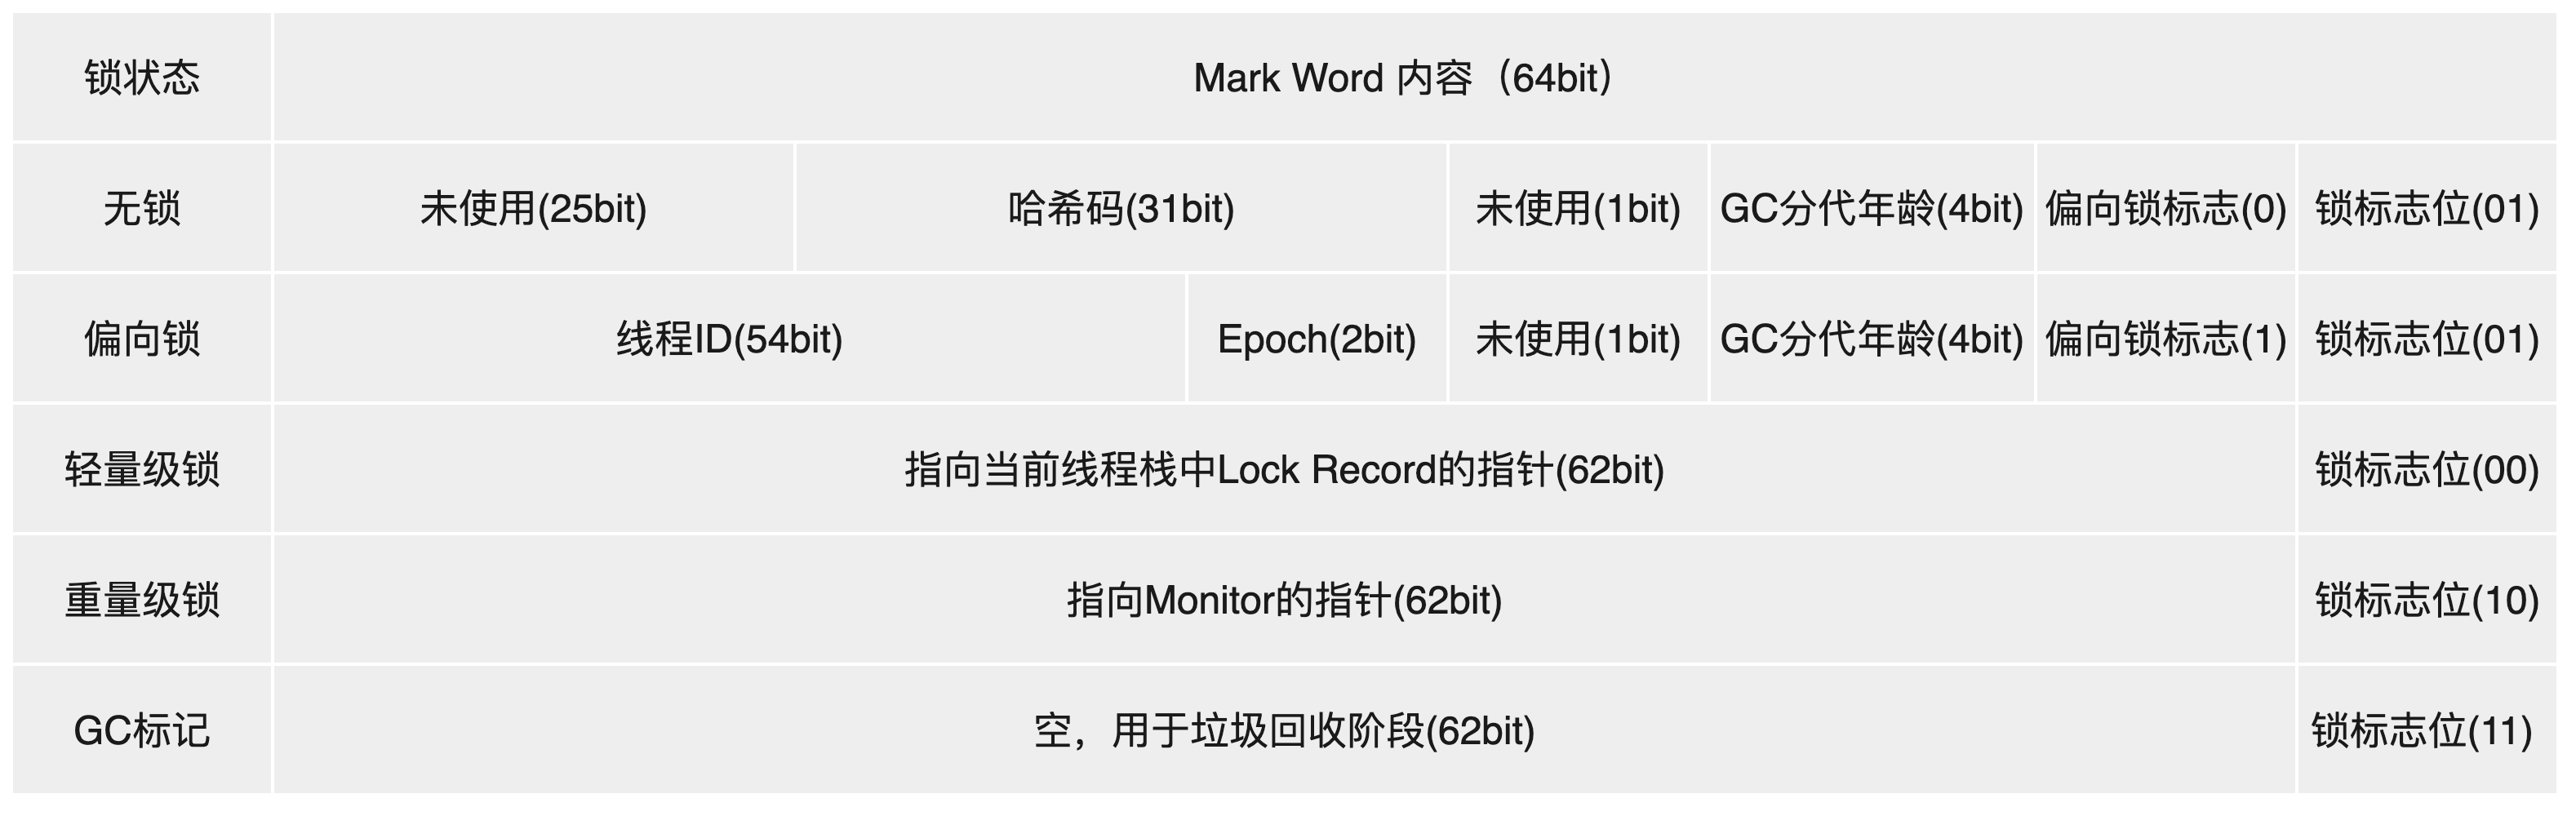 锁状态 Mark Word 内容（64bit）
无锁 未使用(25bit) 哈希码(31bit) 未使用(1bit) GC分代年龄(4bit) 偏向锁标志(0) 锁标志位(01)
偏向锁 线程ID(54bit) Epoch(2bit) 未使用(1bit) GC分代年龄(4bit) 偏向锁标志(1) 锁标志位(01)
轻量级锁 指向当前线程栈中Lock Record的指针(62bit) 锁标志位(00)
重量级锁 指向Monitor的指针(62bit) 锁标志位(10)
GC标记 空，用于垃圾回收阶段(62bit) 锁标志位(11)